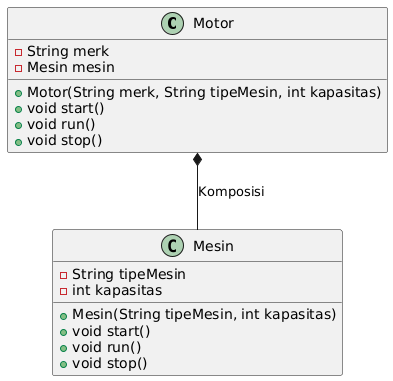 C Motor
String merk
Mesin mesin
Motor(String merk, String tipeMesin, int kapasitas)
void start()
void run()
void stop()
Komposisi
C Mesin
String tipeMesin
int kapasitas
Mesin(String tipeMesin, int kapasitas)
void start()
void run()
void stop()